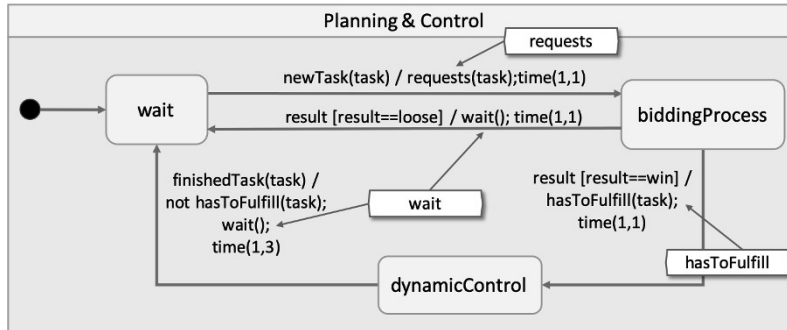 Planning & Control
requests
newTask(task) / requests(task);time(1,1)
wait
biddingProcess
result [result==loose] / wait(); time(1,1)
finishedTask(task) /
not hasToFulfill(task);
wait();
time(1,3)
wait
result [result==win] /
hasToFulfill(task);
time(1,1)
hasToFulfill
dynamicControl